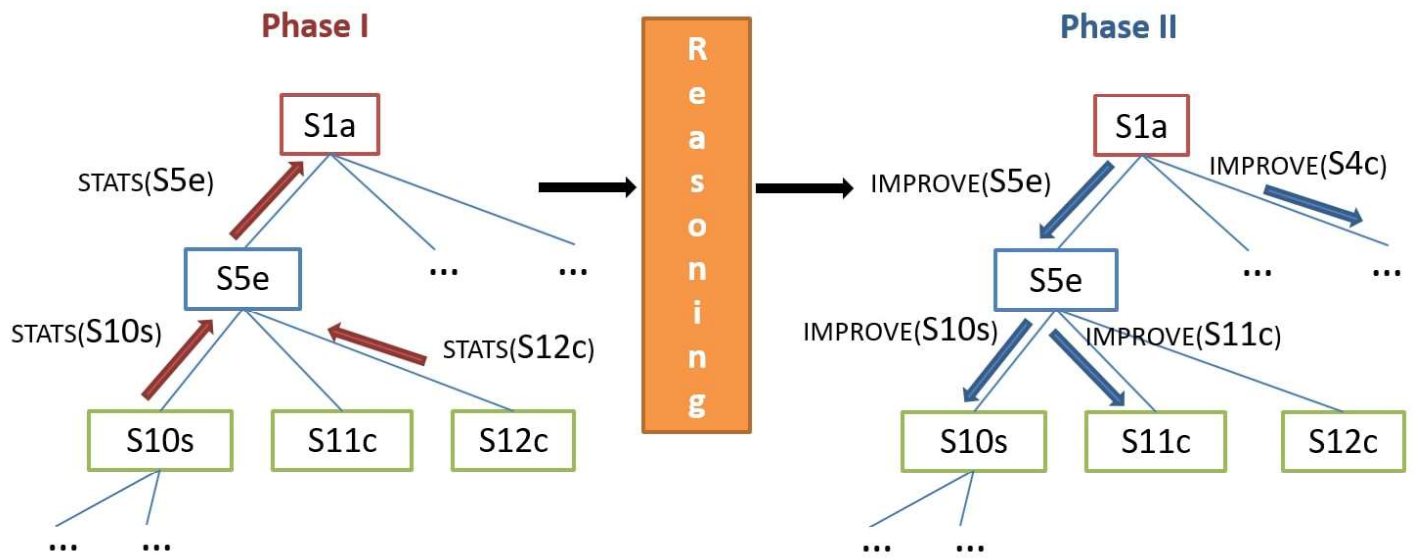 Phase I
Phase II
Reasoning
S1a
S1a
STATS(S5e)
IMPROVE(S5e)
IMPROVE(S4c)
S5e
...
...
S5e
...
...
STATS(S10s)
STATS(S12c)
IMPROVE(S10s)
IMPROVE(S11c)
S10s
S11c
S12c
S10s
S11c
S12c
...
...
...
...